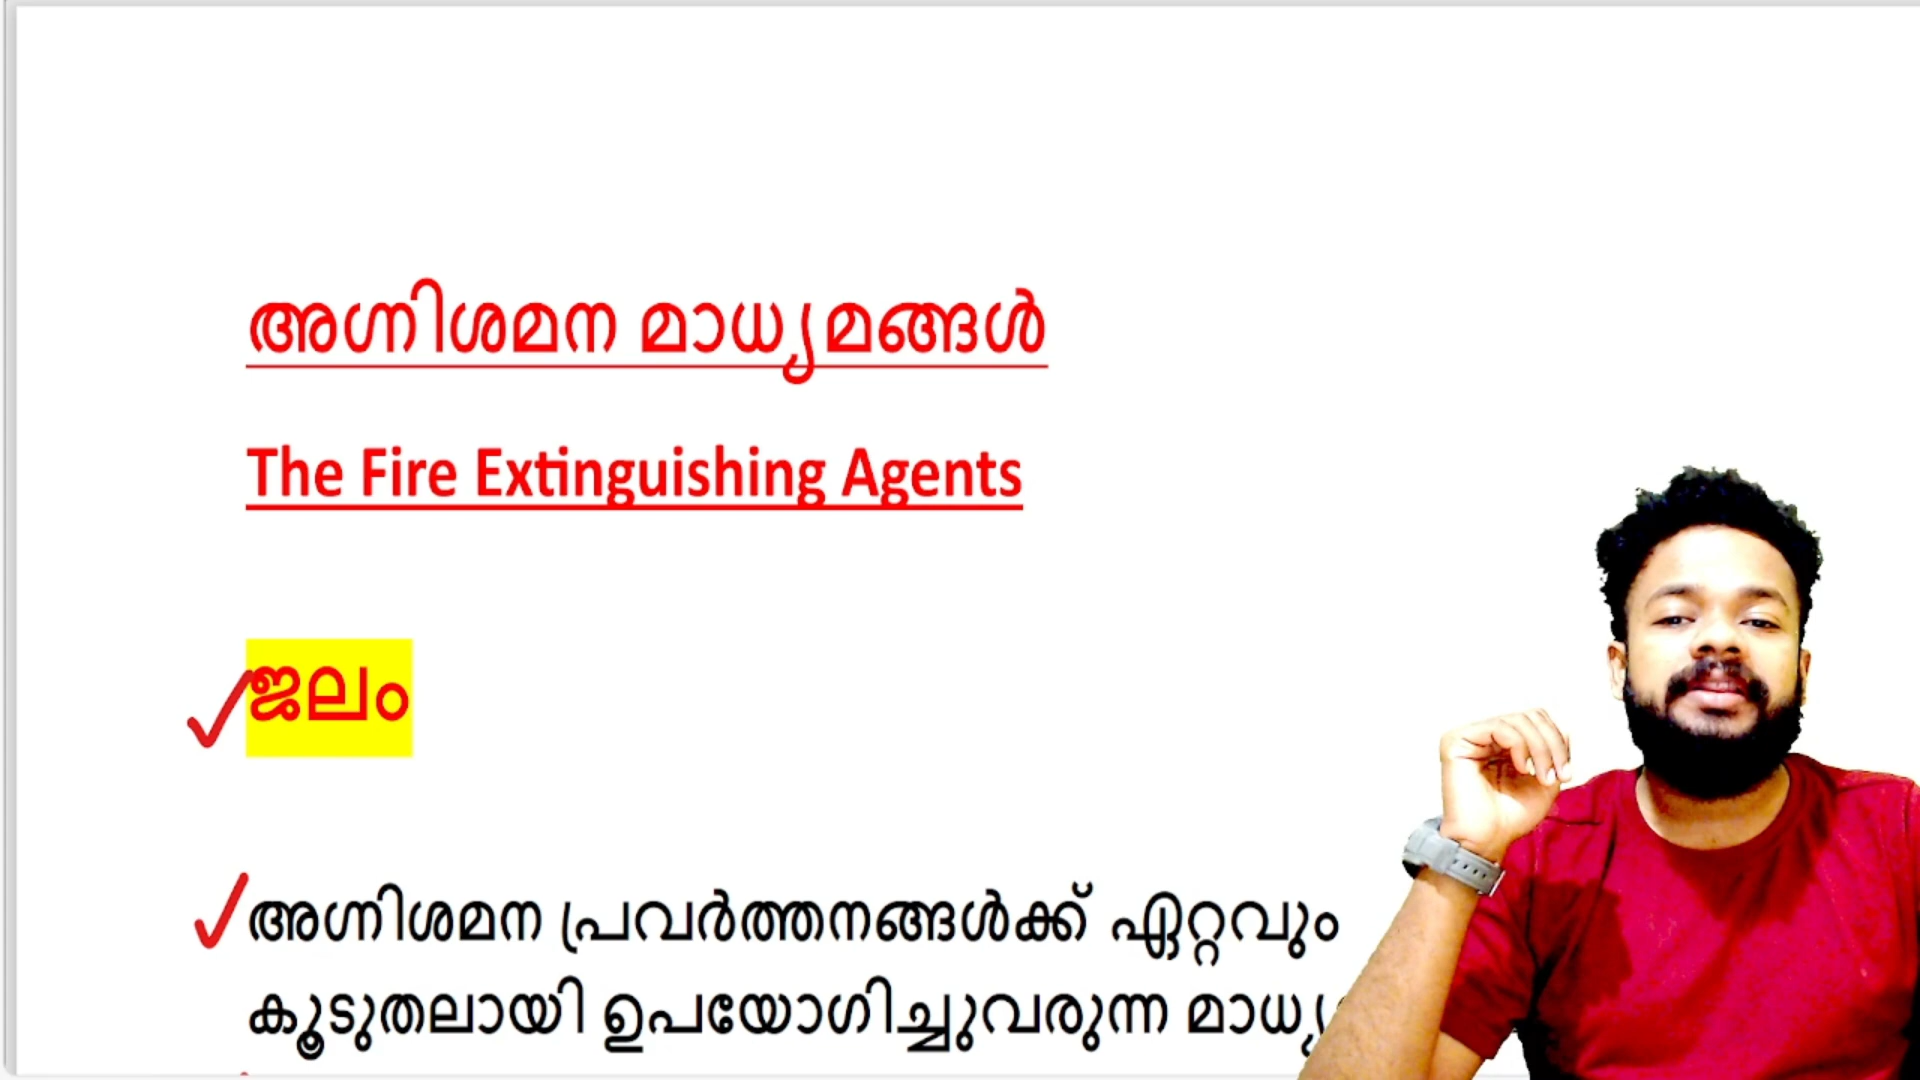 അഗ്നിശമന മാധ്യമങ്ങൾ
The Fire Extinguishing Agents
ജലം
അഗ്നിശമന പ്രവർത്തനങ്ങൾക്ക് ഏറ്റവും
കൂടുതലായി ഉപയോഗിച്ചുവരുന്ന